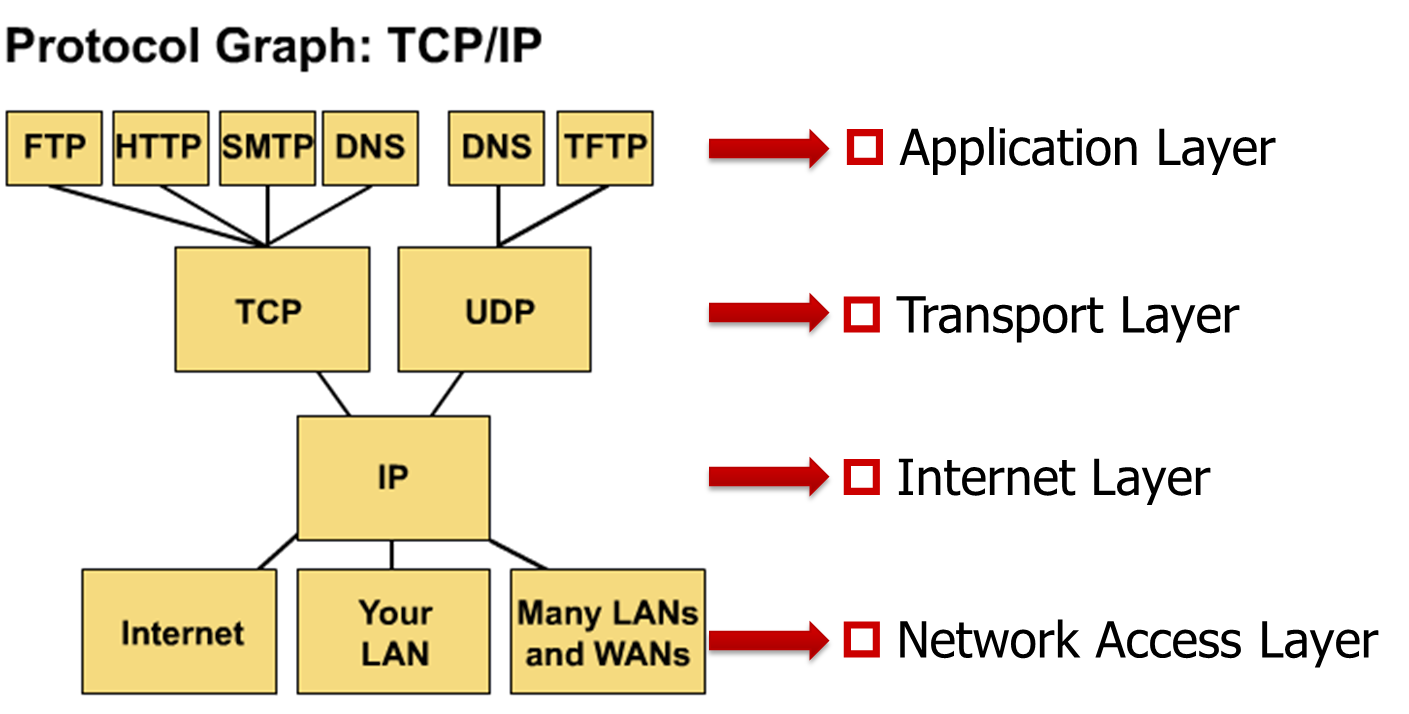 Protocol Graph: TCP/IP
FTP HTTP SMTP DNS DNS TFTP
Application Layer
TCP UDP
Transport Layer
IP
Internet Layer
Internet
Your
LAN
Many LANs
and WANs
Network Access Layer